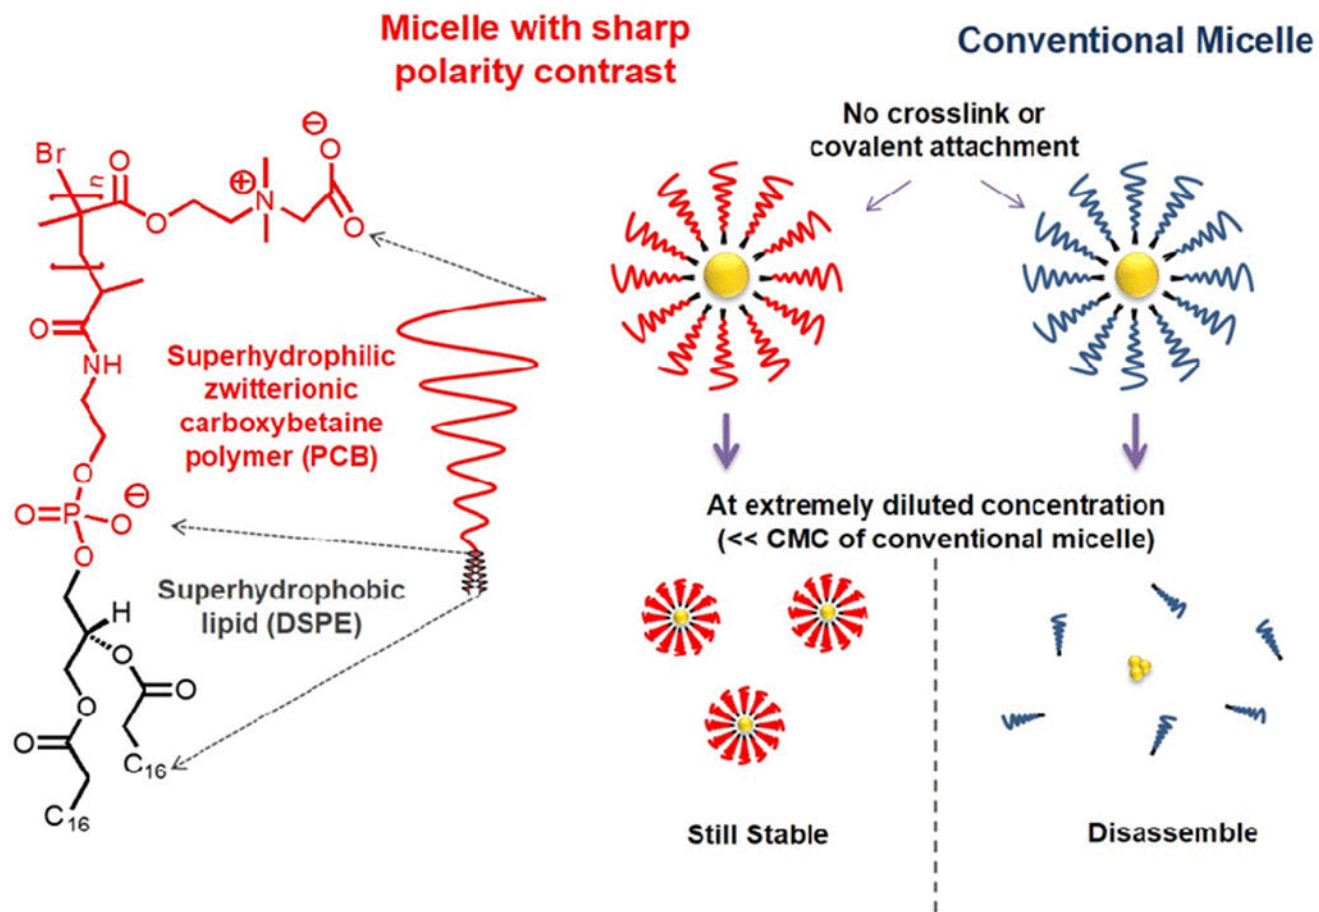 Micelle with sharp
polarity contrast
Conventional Micelle
No crosslink or
covalent attachment
Br
n
O
O
O
⊕
N
⊖
O
O
O
NH
Superhydrophilic
zwitterionic
carboxybetaine
polymer (PCB)
O
O=P
O
⊖
O
Superhydrophobic
lipid (DSPE)
H
O
O
O
O
C16
C16
At extremely diluted concentration
(<< CMC of conventional micelle)
Still Stable
Disassemble